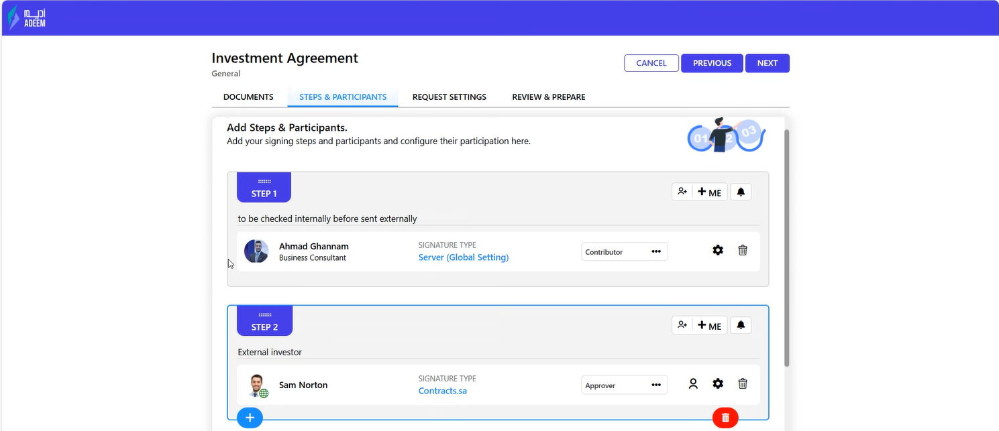 أديم
ADEEM
Investment Agreement
General
CANCEL
PREVIOUS
NEXT
DOCUMENTS
STEPS & PARTICIPANTS
REQUEST SETTINGS
REVIEW & PREPARE
Add Steps & Participants.
Add your signing steps and participants and configure their participation here.
01
2
03
STEP 1
ME
to be checked internally before sent externally
Ahmad Ghannam
Business Consultant
SIGNATURE TYPE
Server (Global Setting)
Contributor
STEP 2
ME
External investor
Sam Norton
SIGNATURE TYPE
Contracts.sa
Approver